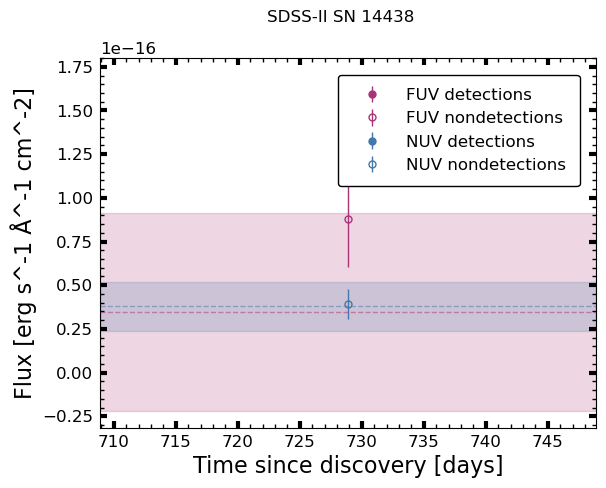 SDSS-II SN 14438
1e−16
1.75
1.50
1.25
1.00
0.75
0.50
0.25
0.00
−0.25
Flux [erg s^-1 Å^-1 cm^-2]
FUV detections
FUV nondetections
NUV detections
NUV nondetections
710 715 720 725 730 735 740 745
Time since discovery [days]